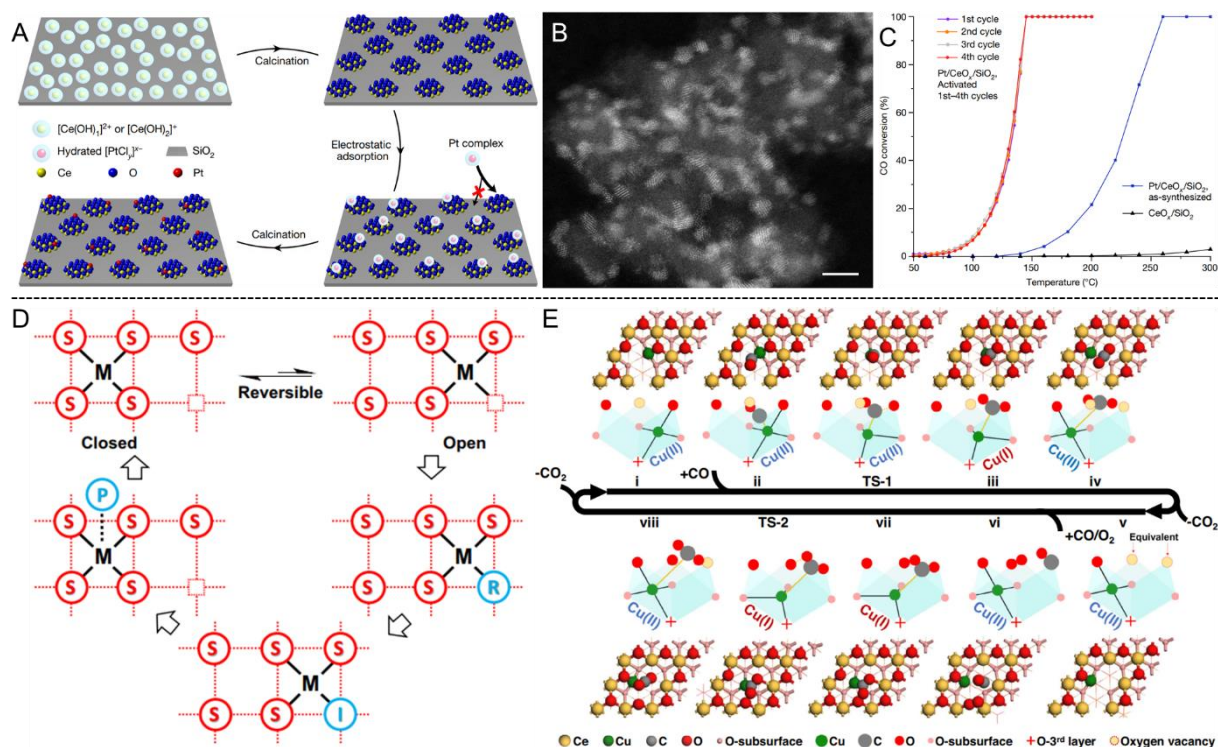 A
Calcination
[Ce(OH)₁]²⁺ or [Ce(OH)₂]⁺
Hydrated [PtClᵧ]ˣ⁻
SiO₂
Ce
O
Pt
Electrostatic
adsorption
Pt complex
Calcination
B
C
CO conversion (%)
100
80
60
40
20
0
1st cycle
2nd cycle
3rd cycle
4th cycle
Pt/CeOₓ/SiO₂,
Activated
1st–4th cycles
Pt/CeOₓ/SiO₂,
as-synthesized
CeOₓ/SiO₂
50 100 150 200 250 300
Temperature (°C)
D
S S
M
S S
Closed
Reversible
S S S
M
S S
Open
P
S S S
M
S S
S S S
M
S R
S S S
M
S S I
E
Cu(II) Cu(II) Cu(II) Cu(I) Cu(II)
-CO₂
+CO
i ii TS-1 iii iv
viii TS-2 vii vi v
+CO/O₂
-CO₂
Equivalent
Cu(II) Cu(I) Cu(I) Cu(II) Cu(II)
Ce Cu C O O-subsurface Cu C O O-subsurface O-3rd layer Oxygen vacancy